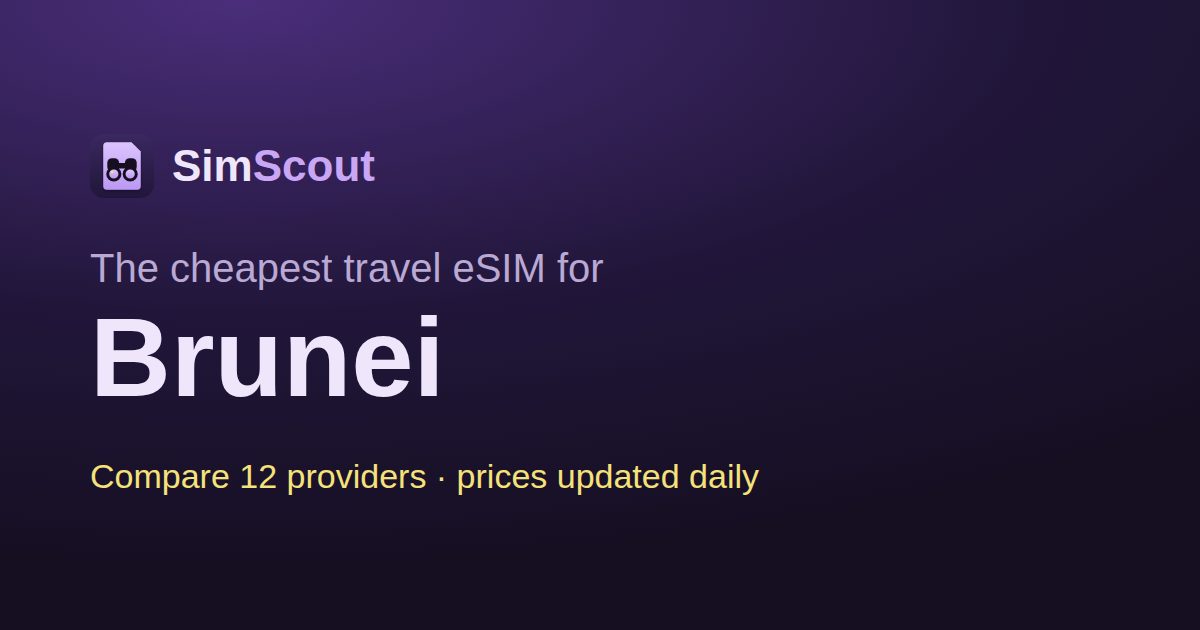 SimScout
The cheapest travel eSIM for
Brunei
Compare 12 providers · prices updated daily